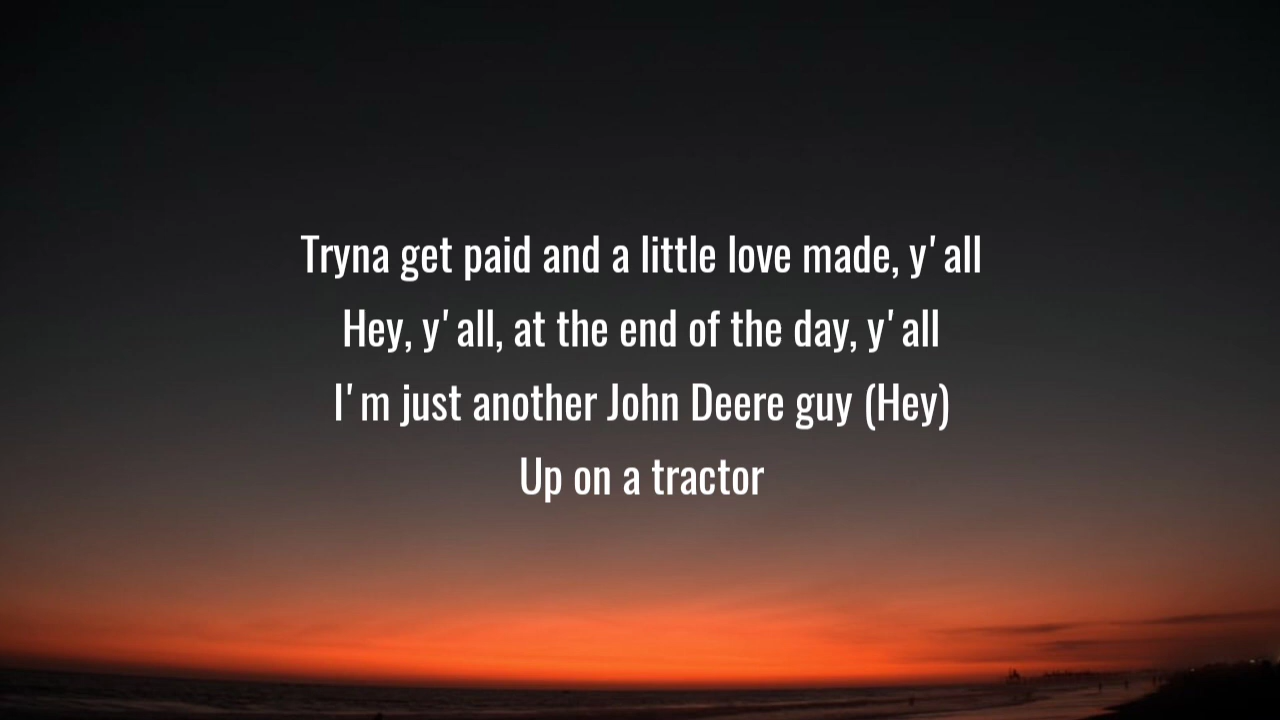 Tryna get paid and a little love made, y'all
Hey, y'all, at the end of the day, y'all
I'm just another John Deere guy (Hey)
Up on a tractor